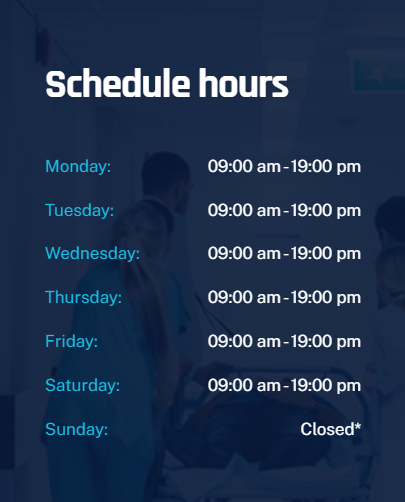 Schedule hours
Monday: 09:00 am - 19:00 pm
Tuesday: 09:00 am - 19:00 pm
Wednesday: 09:00 am - 19:00 pm
Thursday: 09:00 am - 19:00 pm
Friday: 09:00 am - 19:00 pm
Saturday: 09:00 am - 19:00 pm
Sunday: Closed*